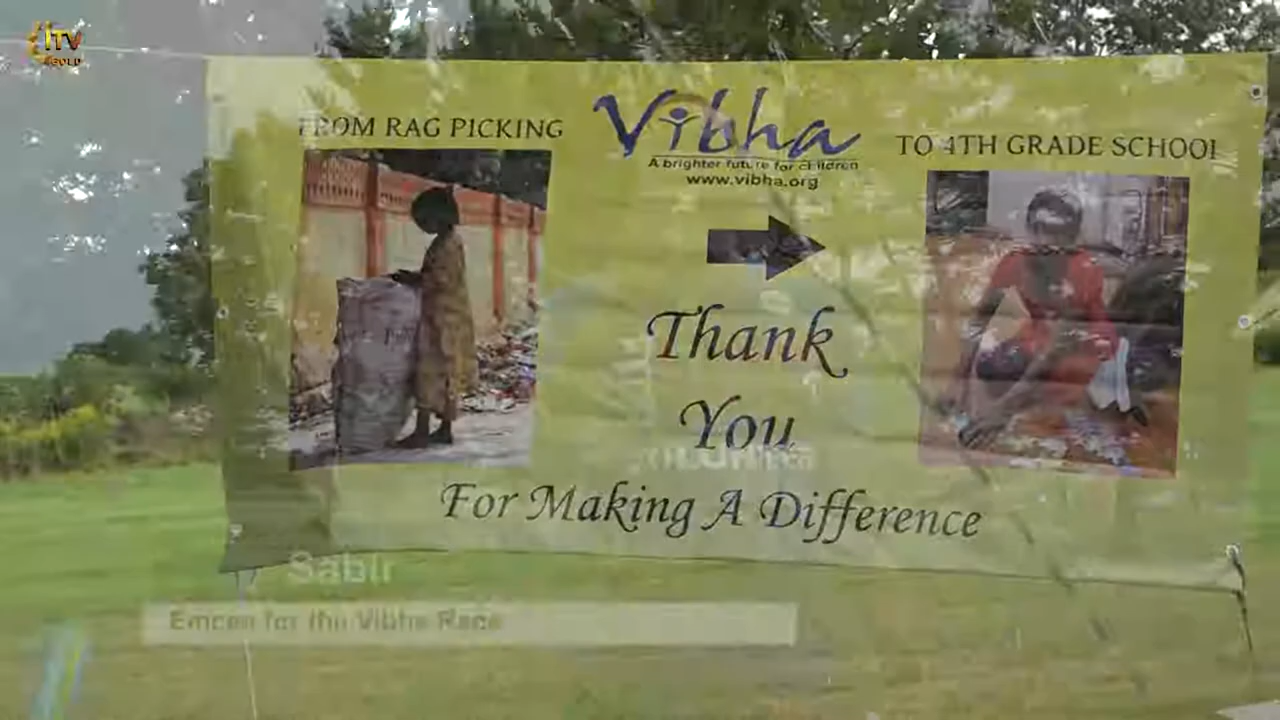 iTV
GOLD
FROM RAG PICKING
Vibha
A brighter future for children
www.vibha.org
TO 4TH GRADE SCHOOL
Thank
You
For Making A Difference
Sabir
Emcee for the Vibha Race